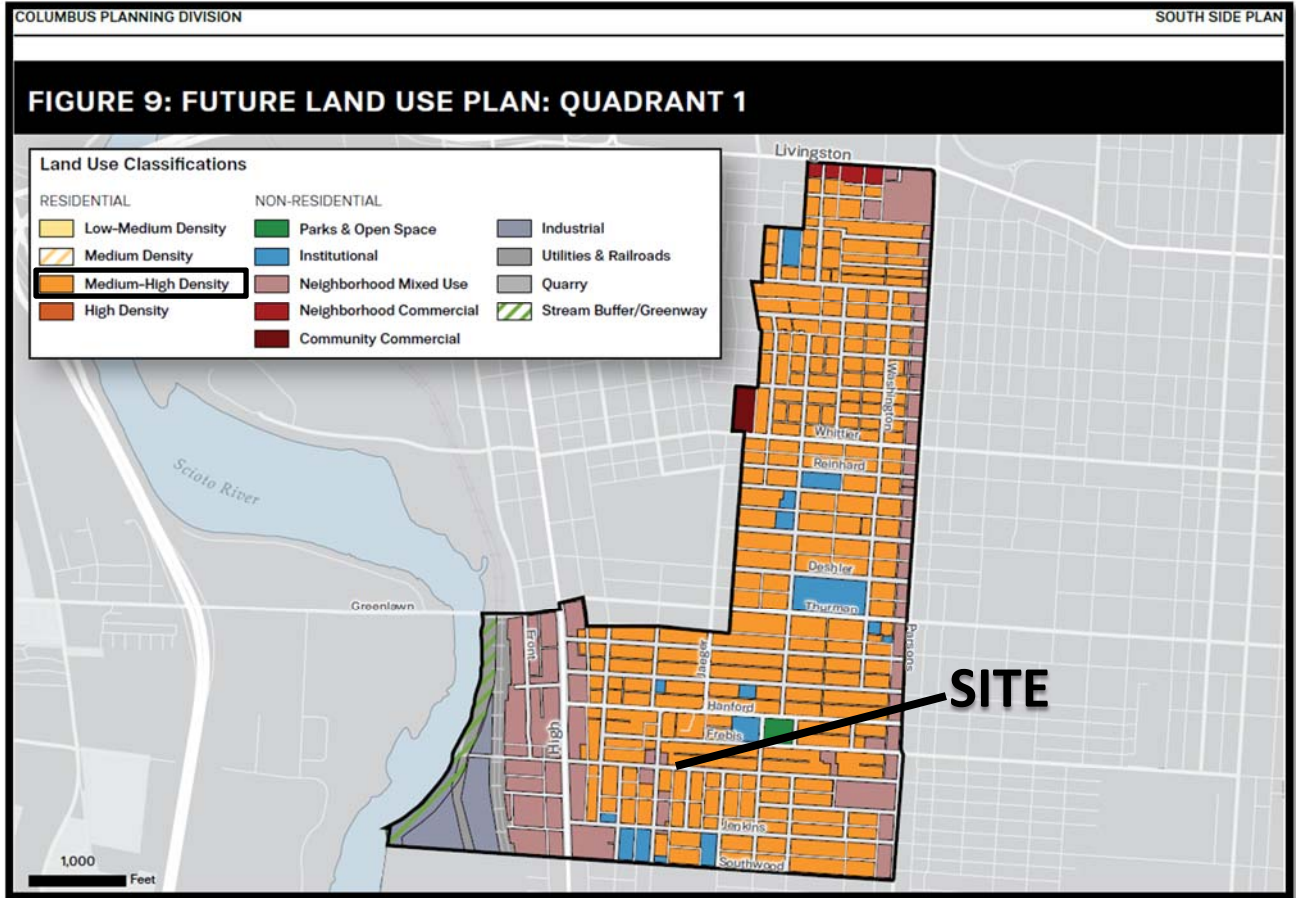 COLUMBUS PLANNING DIVISION
SOUTH SIDE PLAN
FIGURE 9: FUTURE LAND USE PLAN: QUADRANT 1
Land Use Classifications
RESIDENTIAL
Low-Medium Density
Medium Density
Medium-High Density
High Density
NON-RESIDENTIAL
Parks & Open Space
Institutional
Neighborhood Mixed Use
Neighborhood Commercial
Community Commercial
Industrial
Utilities & Railroads
Quarry
Stream Buffer/Greenway
Livingston
Washington
Whittier
Reinhard
Scioto River
Deshler
Thurman
Greenlawn
Front
Jaeger
Parsons
SITE
Hanford
High
Frebis
Jenkins
Southwood
1,000
Feet